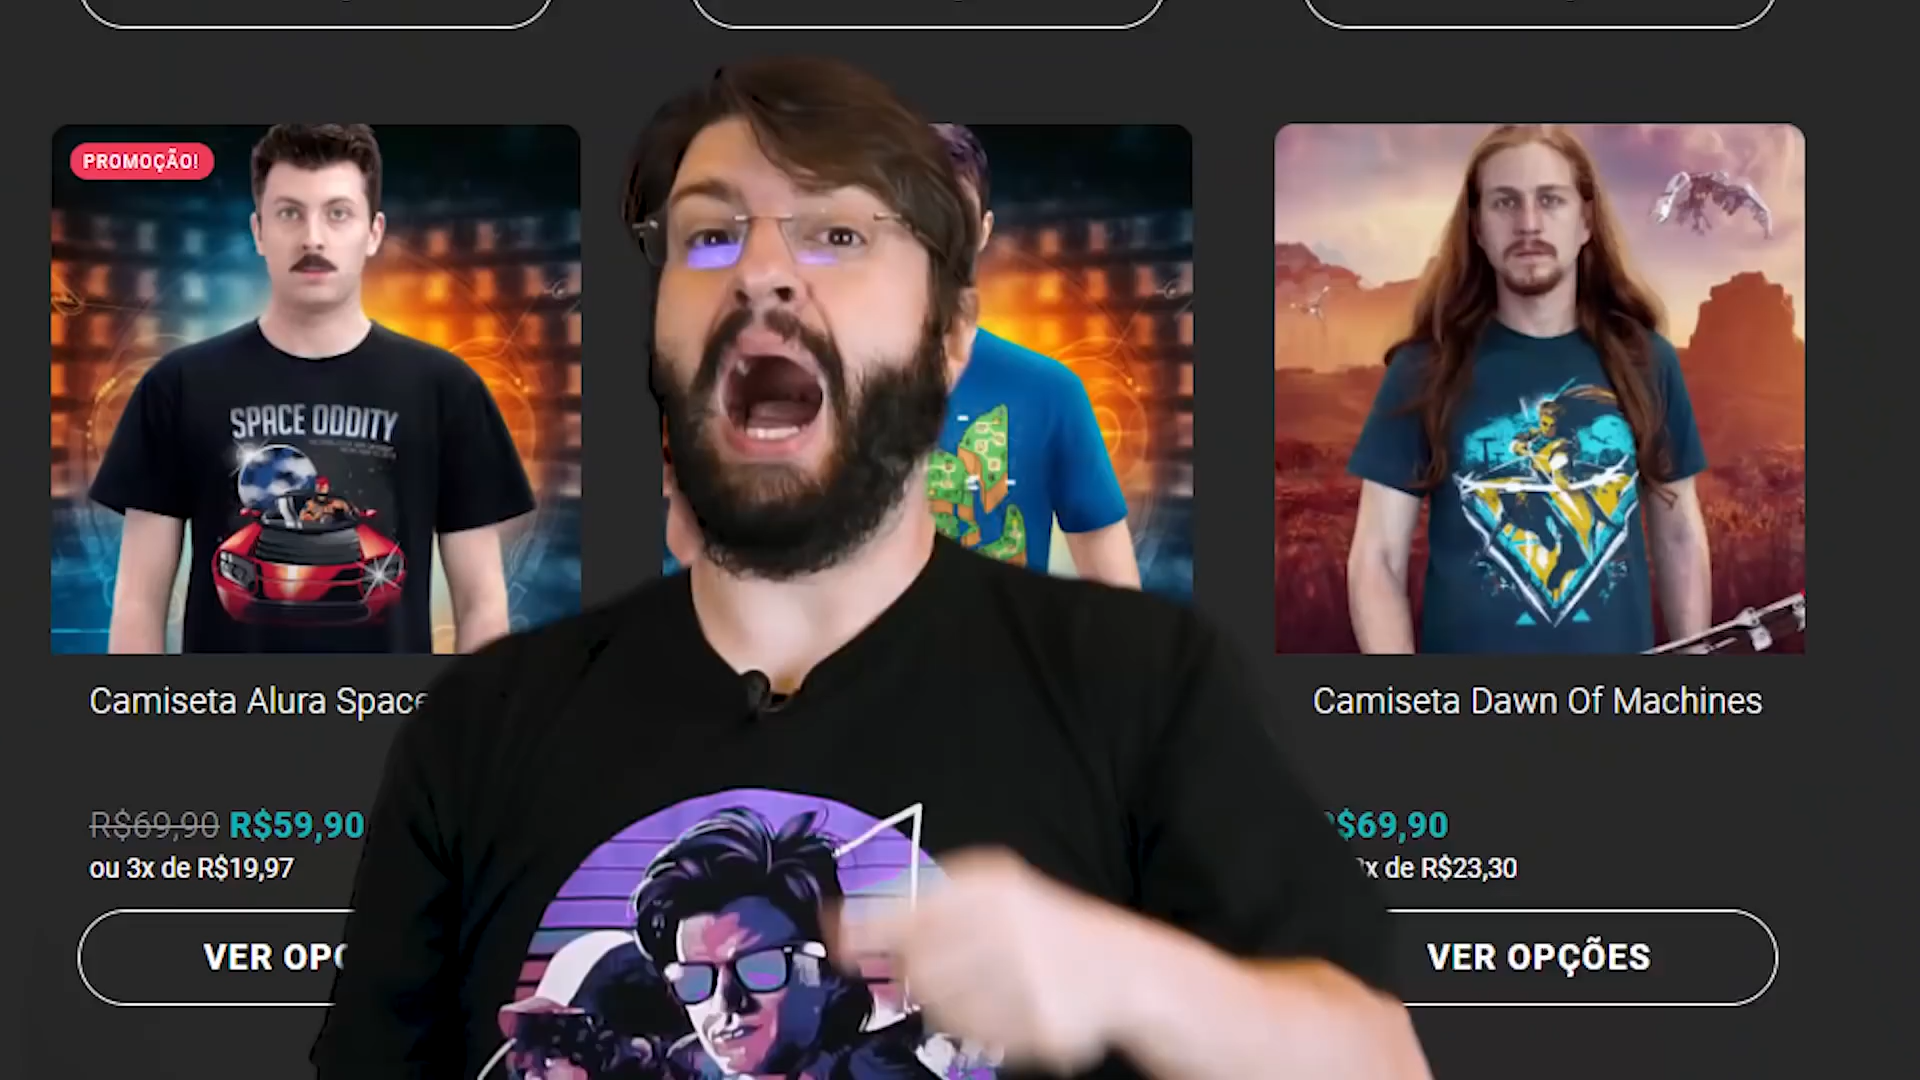 PROMOÇÃO!
SPACE ODDITY
Camiseta Alura Space
Camiseta Dawn Of Machines
R$69,90 R$59,90
$69,90
ou 3x de R$19,97
x de R$23,30
VER OPÇ
VER OPÇÕES